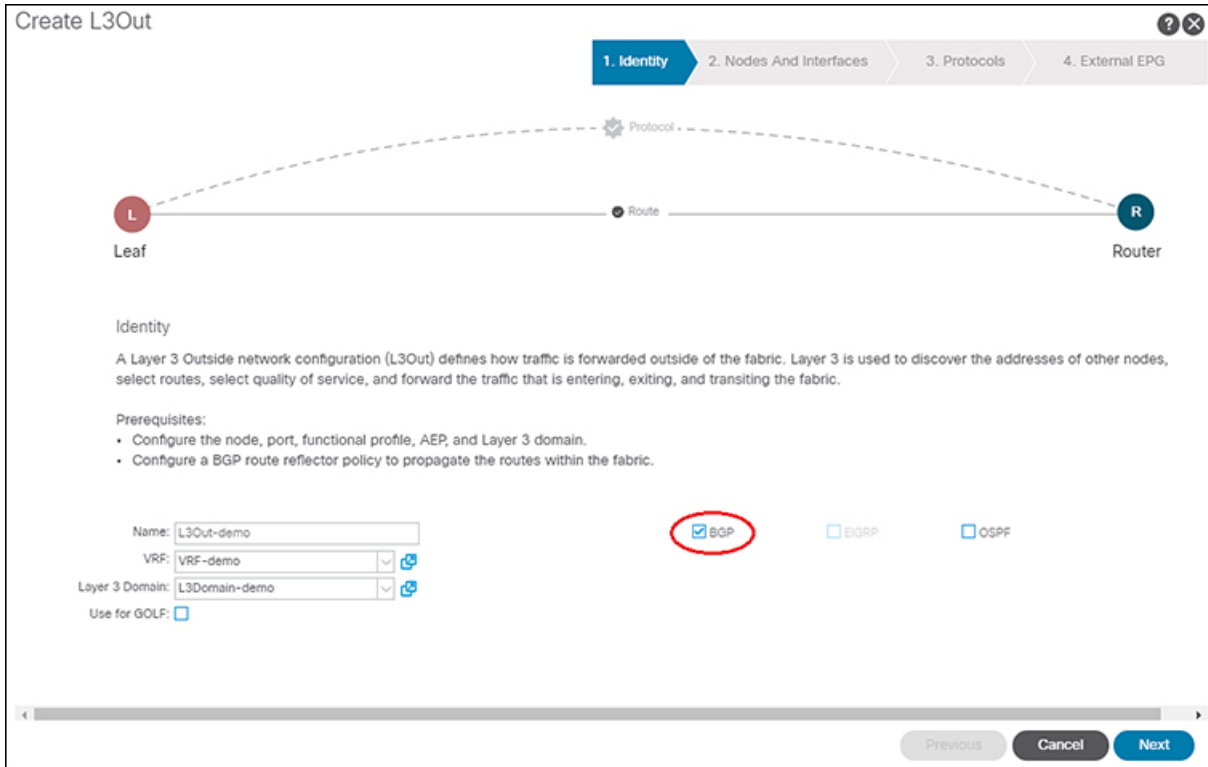 Create L3Out
1. Identity
2. Nodes And Interfaces
3. Protocols
4. External EPG
Protocol
L
Route
R
Leaf
Router
Identity
A Layer 3 Outside network configuration (L3Out) defines how traffic is forwarded outside of the fabric. Layer 3 is used to discover the addresses of other nodes,
select routes, select quality of service, and forward the traffic that is entering, exiting, and transiting the fabric.
Prerequisites:
• Configure the node, port, functional profile, AEP, and Layer 3 domain.
• Configure a BGP route reflector policy to propagate the routes within the fabric.
Name: L3Out-demo
BGP
EIGRP
OSPF
VRF: VRF-demo
Layer 3 Domain: L3Domain-demo
Use for GOLF:
Previous
Cancel
Next